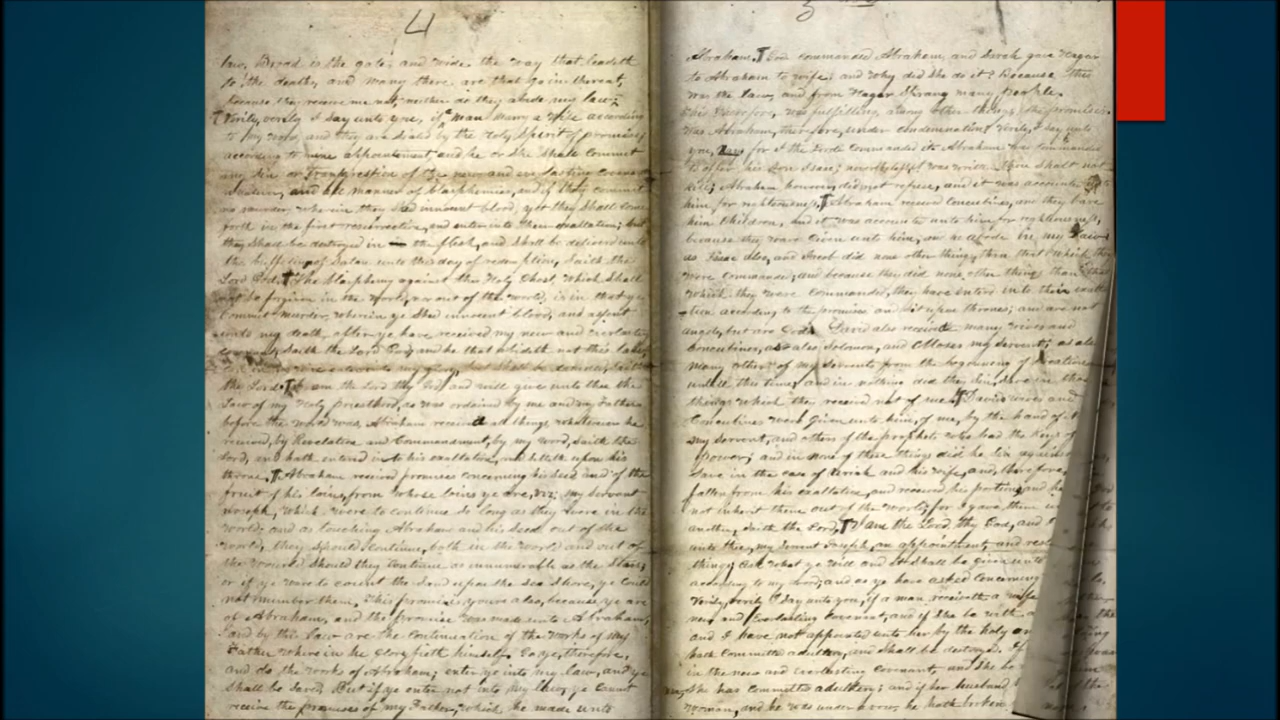 4
law, Broad is the gate, and wide the way that leadeth
to the deaths, and many there are that go in thereat,
because they receive me not, neither do they abide my law;
¶ Verily, verily I say unto you, if a man marry a wife according
to my word, and they are sealed by the Holy Spirit of promise,
according to mine appointment, and he or she shall commit
any sin or transgression of the new and everlasting covenant
whatever, and all manner of blasphemies, and if they commit
no murder, wherein they shed innocent blood, yet they shall come
forth in the first resurrection, and enter into their exaltation; but
they shall be destroyed in the flesh, and shall be delivered unto
the buffetings of Satan unto the day of redemption, saith the
Lord God. ¶ The blasphemy against the Holy Ghost, which shall
not be forgiven in the world, nor out of the world, is in that ye
commit murder, wherein ye shed innocent blood, and assent
unto my death, after ye have received my new and everlasting
covenant, saith the Lord God; and he that abideth not this law,
can in no wise enter into my glory, but shall be damned, saith
the Lord. ¶ I am the Lord thy God, and will give unto thee the
Law of my Holy Priesthood, as was ordained by me and my Father
before the world was, Abraham received all things whatsoever he
received, by Revelation and Commandment, by my word, saith the
Lord, and hath entered into his exaltation, and sitteth upon his
throne. ¶ Abraham received promises concerning his seed and of the
fruit of his loins, from whose loins ye are, viz; my servant
Joseph, which were to continue so long as they were in the
world; and as touching Abraham and his seed out of the
world, they should continue, both in the world and out of
the world should they continue as innumerable as the Stars;
or if ye were to count the sand upon the Sea Shore, ye could
not number them. This promise is yours also, because ye are
of Abraham, and the promise was made unto Abraham,
and by this law are the continuation of the works of my
Father wherein he Glorifieth himself. Go ye, therefore,
and do the works of Abraham; enter ye into my law, and ye
shall be saved. But if ye enter not into my law, ye cannot
receive the promises of my Father, which he made unto
Abraham. ¶ God commanded Abraham, and Sarah gave Hagar
to Abraham to wife; and why did she do it? Because this
was the law, and from Hagar Sprang many people.
This therefore, was fulfilling, among other things, the promises.
Was Abraham, therefore, under condemnation? Verily, I say unto
you, Nay; for I the Lord Commanded it. Abraham was commanded
to offer his Son Isaac; nevertheless it was written thou shalt not
kill; Abraham however, did not refuse, and it was accounted to
him for righteousness. ¶ Abraham received Concubines, and they bare
him Children, and it was accounted unto him for righteousness,
because they were Given unto him, and he abode in my Law;
as Isaac also, and Jacob did none other things, than that which they
were Commanded; and because they did none other things than that
which they were Commanded, they have entered into their exalta
tion according to the promises and sit upon thrones; and are not
angels, but are Gods. David also received many wives and
Concubines, as also Solomon, and Moses my Servant; as also
many other of my Servants from the beginning of Creation
until this time; and in nothing did they sin, save in those
things which they received not of me. ¶ Davids wives and
Concubines were Given unto him, of me, by the hand of
my Servant, and others of the prophets who had the Keys of
power; and in none of these things did he sin against
Save in the case of Uriah and his wife, and, therefore,
fallen from his exaltation, and received his portion; and he
not inherit them out of the world; for I gave them un
another, saith the Lord. ¶ I am the Lord, thy God, and I
unto thee, my Servant Joseph, an appointment, and rest
things; Ask what ye will and it shall be given unto
according to my word; and as ye have asked concerning
Verily, verily I Say unto you, if a man receiveth a wife
new and Everlasting Covenant, and if she be with a
and I have not appointed unto her by the holy an
hath Committed adultery, and shall be destroyed. If
in the new and everlasting Covenant, and she be
She has committed adultery; and if her husband
woman, and he was under a vow, he hath broken